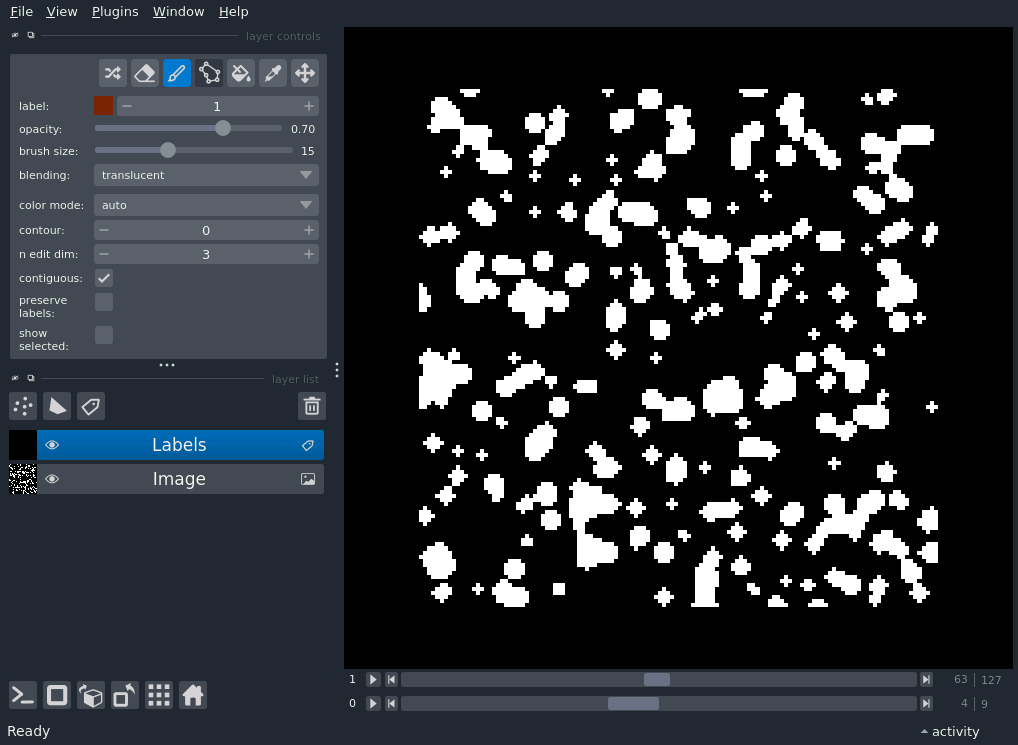 File View Plugins Window Help
layer controls
label: 1
opacity: 0.70
brush size: 15
blending: translucent
color mode: auto
contour: 0
n edit dim: 3
contiguous:
preserve
labels:
show
selected:
layer list
Labels
Image
1 63 127
0 4 9
Ready activity